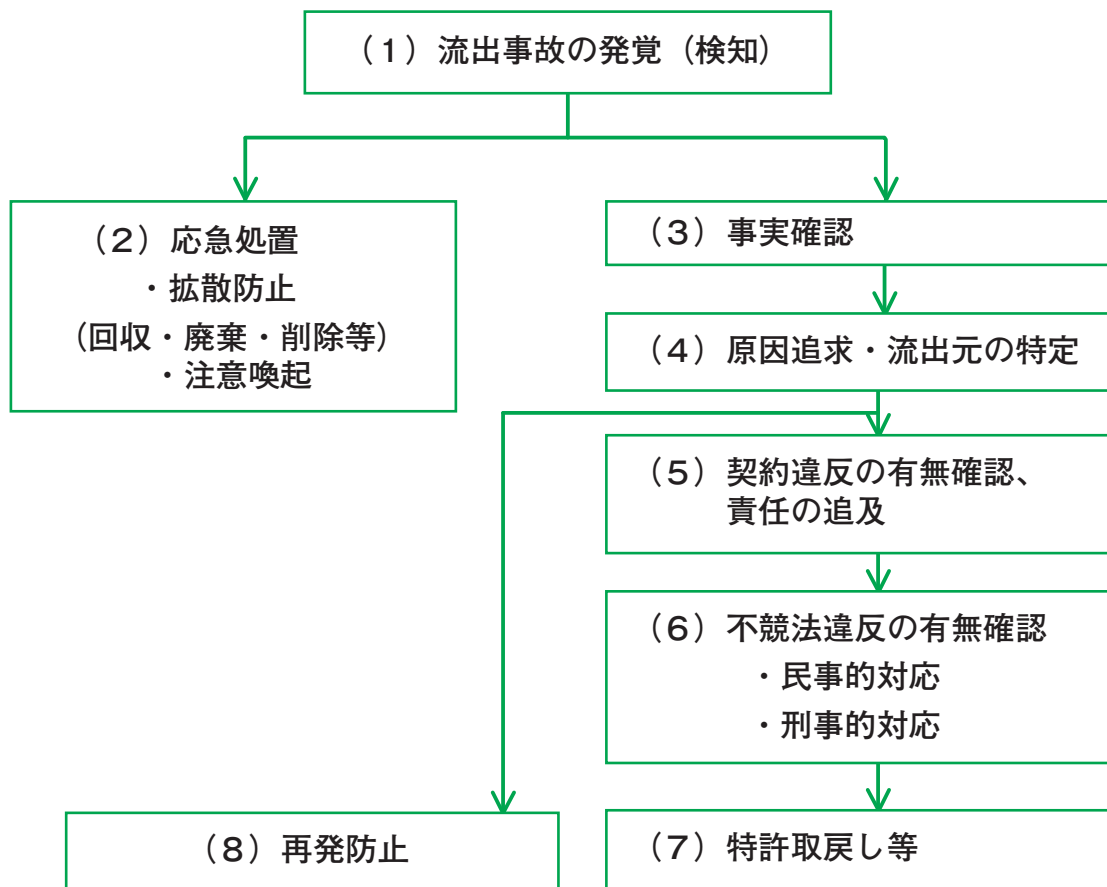 （1）流出事故の発覚（検知）
（2）応急処置
・拡散防止
（回収・廃棄・削除等）
・注意喚起
（3）事実確認
（4）原因追求・流出元の特定
（5）契約違反の有無確認、
責任の追及
（6）不競法違反の有無確認
・民事的対応
・刑事的対応
（7）特許取戻し等
（8）再発防止